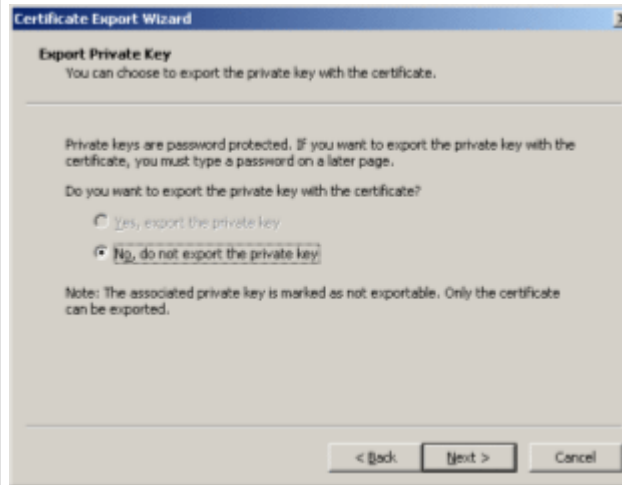 Certificate Export Wizard
Export Private Key
You can choose to export the private key with the certificate.
Private keys are password protected. If you want to export the private key with the
certificate, you must type a password on a later page.
Do you want to export the private key with the certificate?
Yes, export the private key
No, do not export the private key
Note: The associated private key is marked as not exportable. Only the certificate
can be exported.
< Back
Next >
Cancel